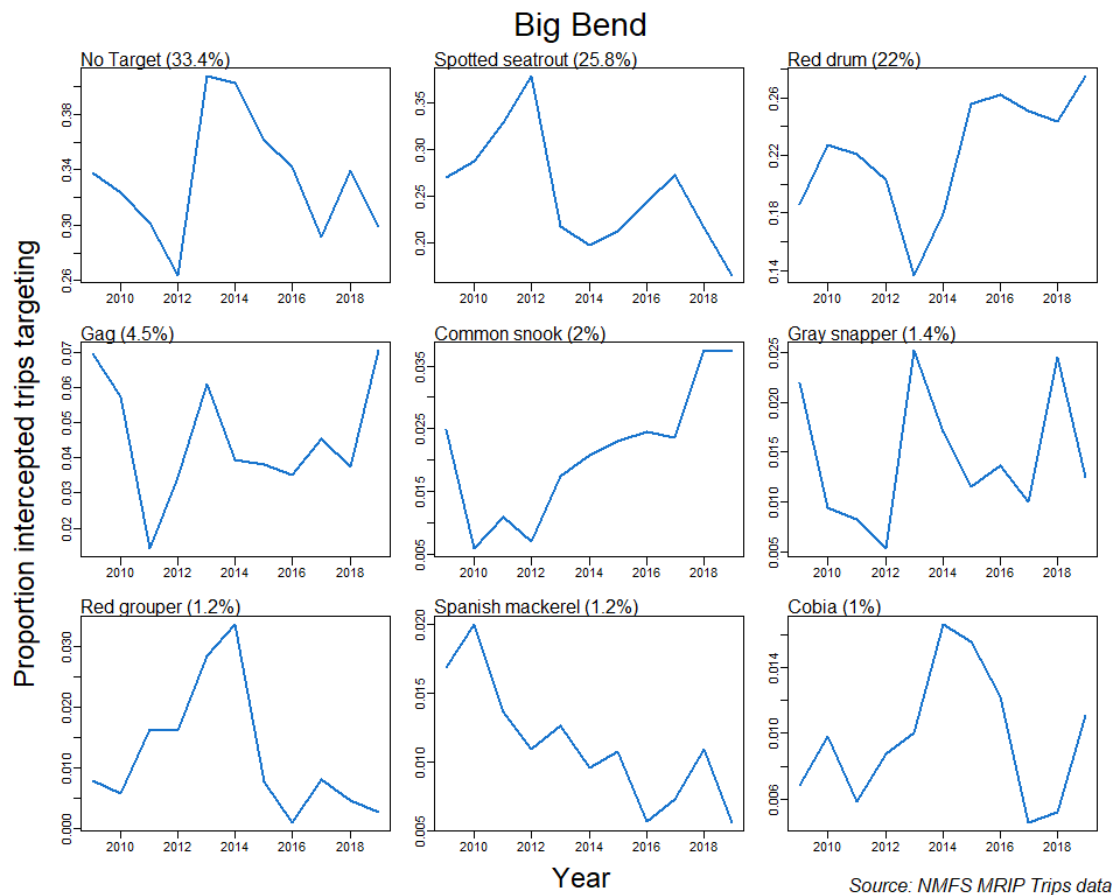 Big Bend
No Target (33.4%)
Spotted seatrout (25.8%)
Red drum (22%)
0.38
0.34
0.30
0.26
2010 2012 2014 2016 2018
0.35
0.30
0.25
0.20
2010 2012 2014 2016 2018
0.26
0.22
0.18
0.14
2010 2012 2014 2016 2018
Proportion intercepted trips targeting
Gag (4.5%)
Common snook (2%)
Gray snapper (1.4%)
0.07
0.06
0.05
0.04
0.03
0.02
2010 2012 2014 2016 2018
0.035
0.025
0.015
0.005
2010 2012 2014 2016 2018
0.025
0.020
0.015
0.010
0.005
2010 2012 2014 2016 2018
Red grouper (1.2%)
Spanish mackerel (1.2%)
Cobia (1%)
0.030
0.020
0.010
0.000
2010 2012 2014 2016 2018
0.020
0.015
0.010
0.005
2010 2012 2014 2016 2018
0.014
0.010
0.006
2010 2012 2014 2016 2018
Year
Source: NMFS MRIP Trips data